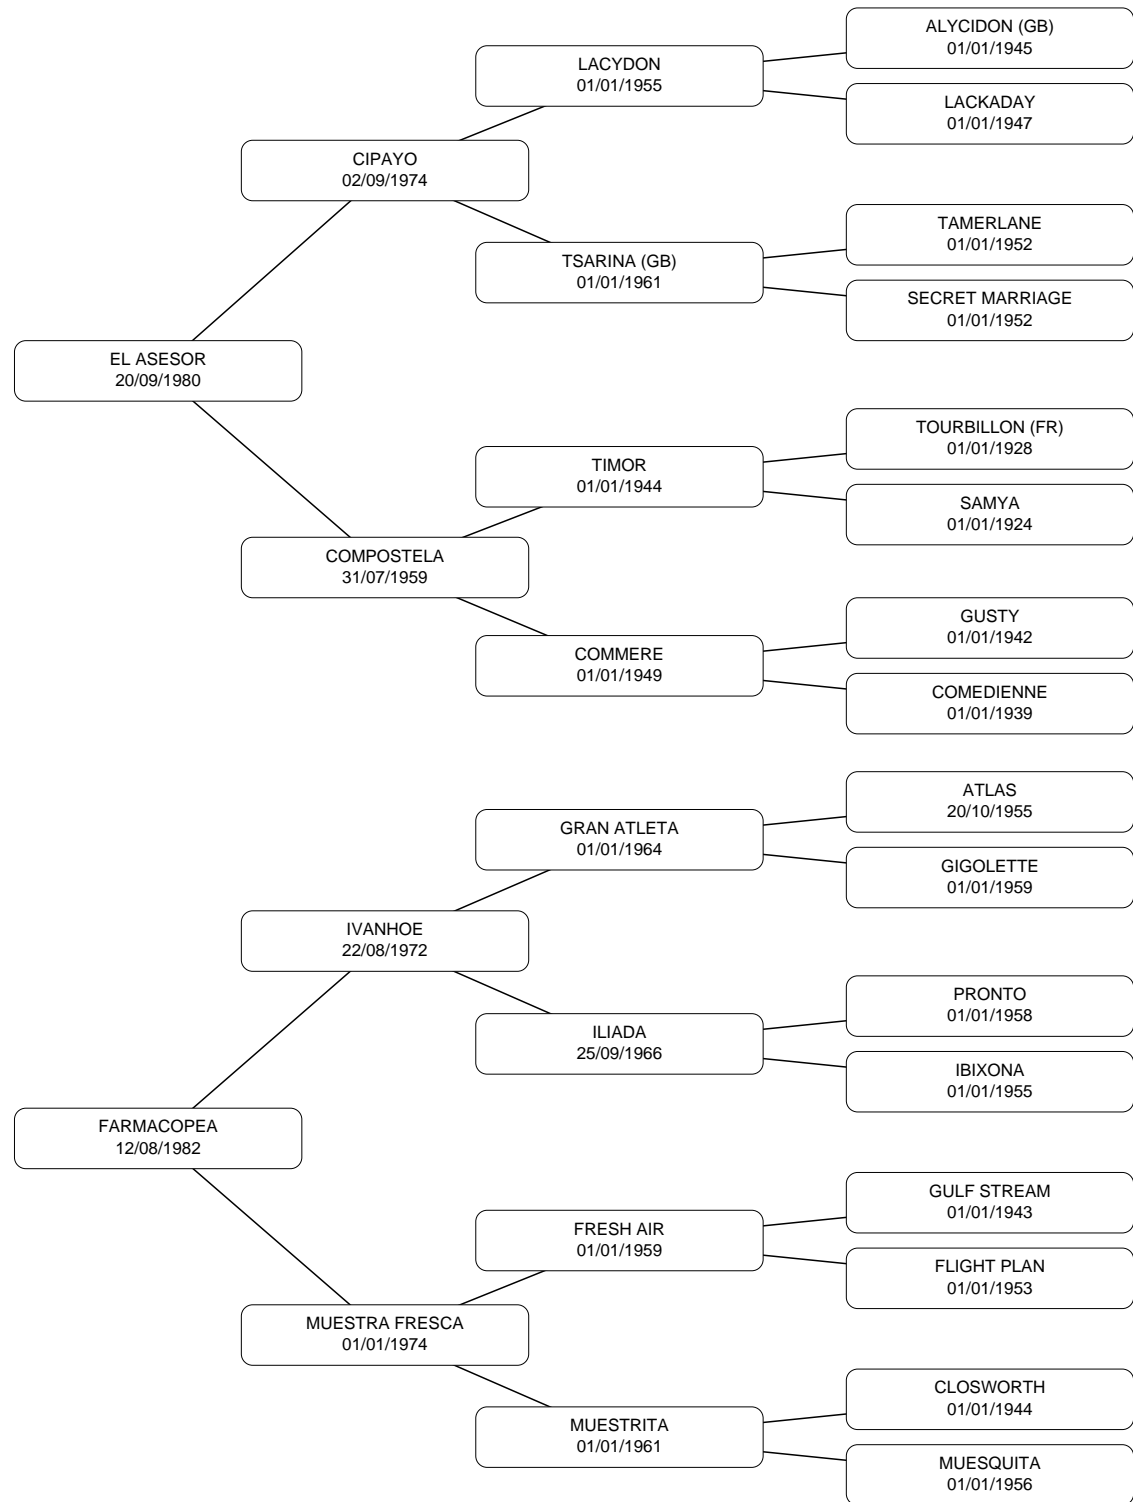 ALYCIDON (GB)
01/01/1945
LACYDON
01/01/1955
LACKADAY
01/01/1947
CIPAYO
02/09/1974
TAMERLANE
01/01/1952
TSARINA (GB)
01/01/1961
SECRET MARRIAGE
01/01/1952
EL ASESOR
20/09/1980
TOURBILLON (FR)
01/01/1928
TIMOR
01/01/1944
SAMYA
01/01/1924
COMPOSTELA
31/07/1959
GUSTY
01/01/1942
COMMERE
01/01/1949
COMEDIENNE
01/01/1939
ATLAS
20/10/1955
GRAN ATLETA
01/01/1964
GIGOLETTE
01/01/1959
IVANHOE
22/08/1972
PRONTO
01/01/1958
ILIADA
25/09/1966
IBIXONA
01/01/1955
FARMACOPEA
12/08/1982
GULF STREAM
01/01/1943
FRESH AIR
01/01/1959
FLIGHT PLAN
01/01/1953
MUESTRA FRESCA
01/01/1974
CLOSWORTH
01/01/1944
MUESTRITA
01/01/1961
MUESQUITA
01/01/1956